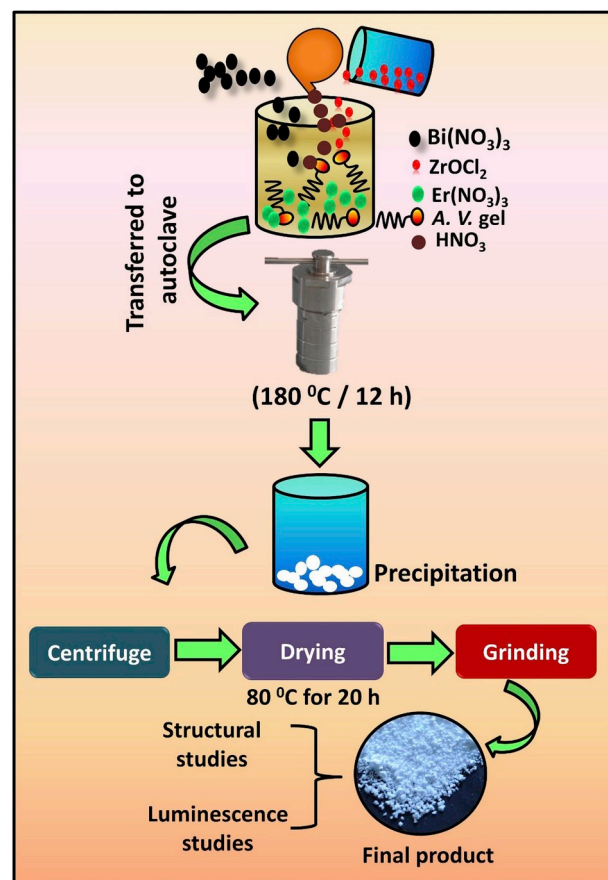 Bi(NO₃)₃
ZrOCl₂
Er(NO₃)₃
A. V. gel
HNO₃
Transferred to
autoclave
(180 ⁰C / 12 h)
Precipitation
Centrifuge
Drying
Grinding
80 ⁰C for 20 h
Structural
studies
Luminescence
studies
Final product